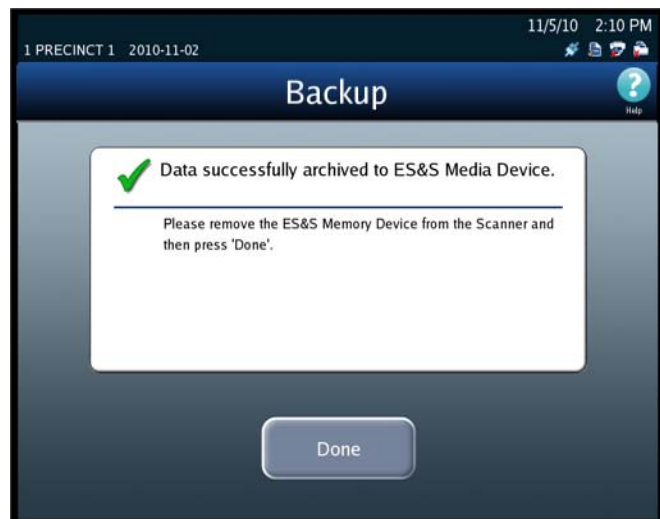 11/5/10 2:10 PM
1 PRECINCT 1 2010-11-02
Backup
Help
Data successfully archived to ES&S Media Device.
Please remove the ES&S Memory Device from the Scanner and
then press 'Done'.
Done